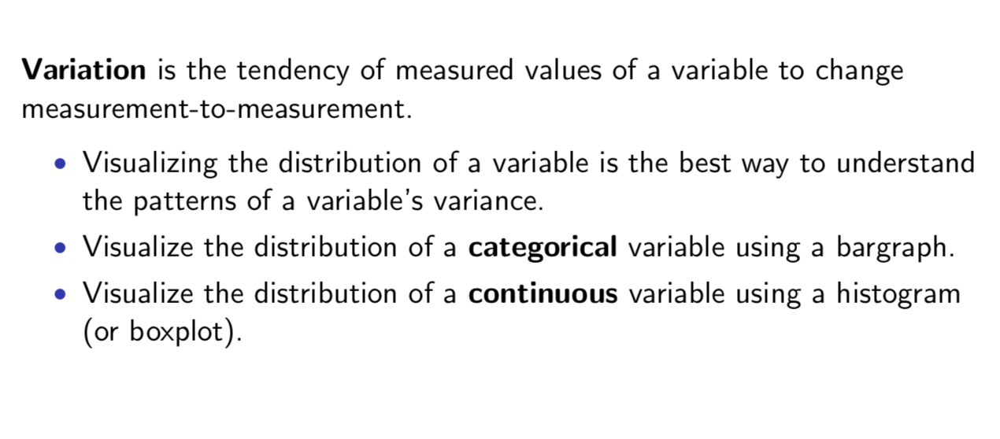 Variation is the tendency of measured values of a variable to change
measurement-to-measurement.
• Visualizing the distribution of a variable is the best way to understand
the patterns of a variable's variance.
• Visualize the distribution of a categorical variable using a bargraph.
• Visualize the distribution of a continuous variable using a histogram
(or boxplot).